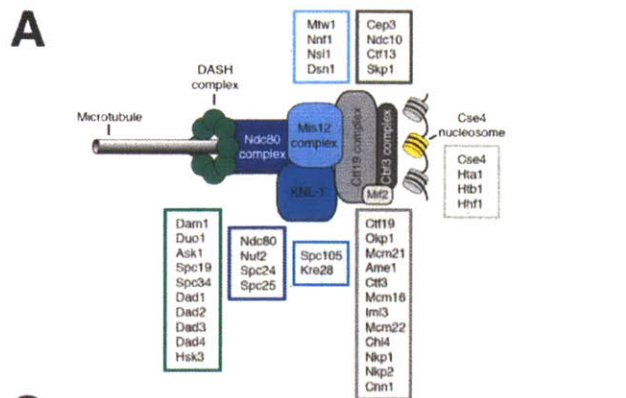 A
Mtw1
Nnf1
Nsl1
Dsn1
Cep3
Ndc10
Ctf13
Skp1
DASH
complex
Microtubule
Ndc80
complex
Mis12
complex
KNL-1
Ctf19 complex
Cbf3 complex
Mif2
Cse4
nucleosome
Cse4
Hta1
Htb1
Hhf1
Dam1
Duo1
Ask1
Spc19
Spc34
Dad1
Dad2
Dad3
Dad4
Hsk3
Ndc80
Nuf2
Spc24
Spc25
Spc105
Kre28
Ctf19
Okp1
Mcm21
Ame1
Ctf3
Mcm16
Iml3
Mcm22
Chl4
Nkp1
Nkp2
Cnn1